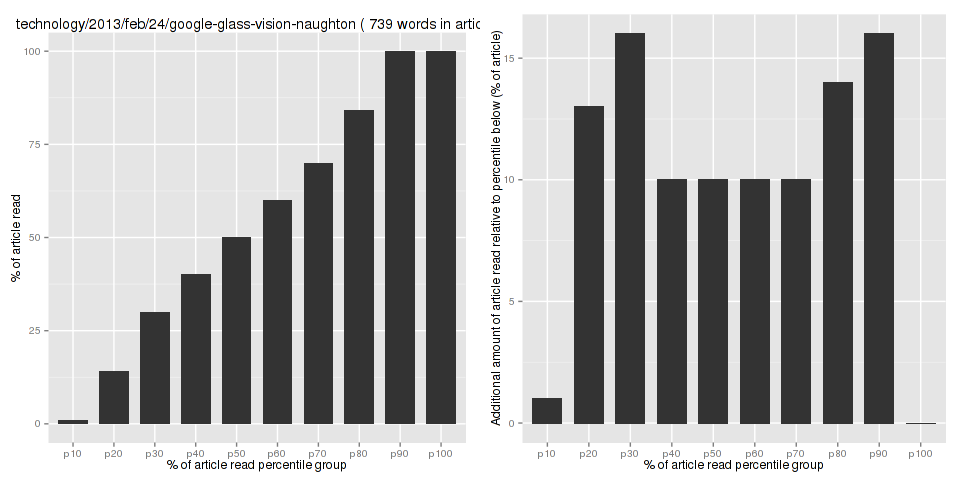 technology/2013/feb/24/google-glass-vision-naughton ( 739 words in artic
100
75
50
25
0
% of article read
p10 p20 p30 p40 p50 p60 p70 p80 p90 p100
% of article read percentile group
15
10
5
0
Additional amount of article read relative to percentile below (% of article)
p10 p20 p30 p40 p50 p60 p70 p80 p90 p100
% of article read percentile group